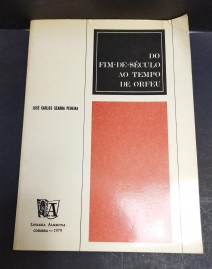 DO
FIM-DE-SÉCULO
AO TEMPO
DE ORFEU
JOSÉ CARLOS SEABRA PEREIRA
LIVRARIA ALMEDINA
COIMBRA — 1979